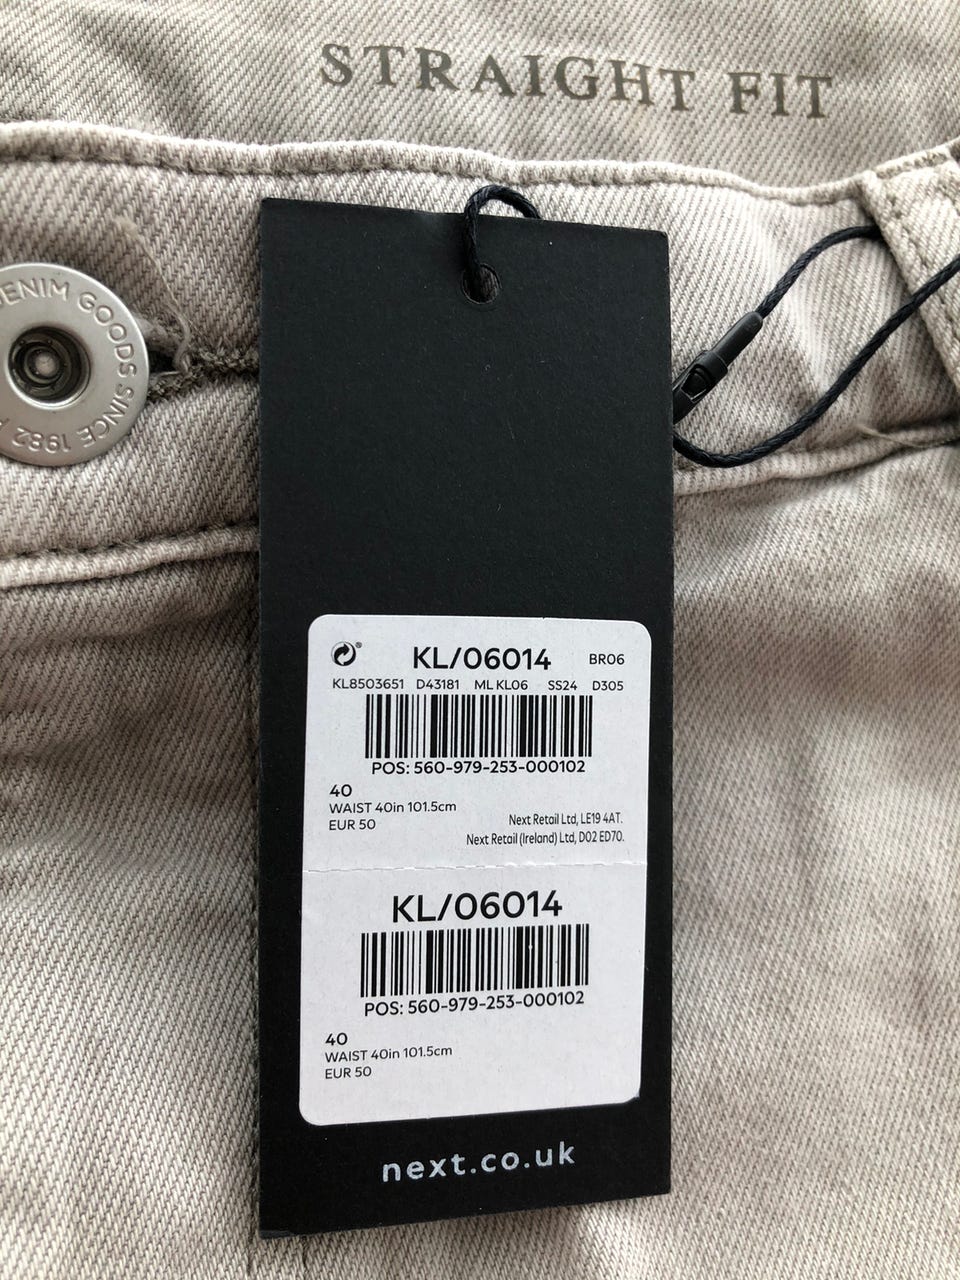 STRAIGHT FIT
DENIM GOODS SINCE 1982
KL/06014 BR06
KL8503651 D43181 ML KL06 SS24 D305
POS: 560-979-253-000102
40
WAIST 40in 101.5cm
EUR 50
Next Retail Ltd, LE19 4AT.
Next Retail (Ireland) Ltd, D02 ED70.
KL/06014
POS: 560-979-253-000102
40
WAIST 40in 101.5cm
EUR 50
next.co.uk